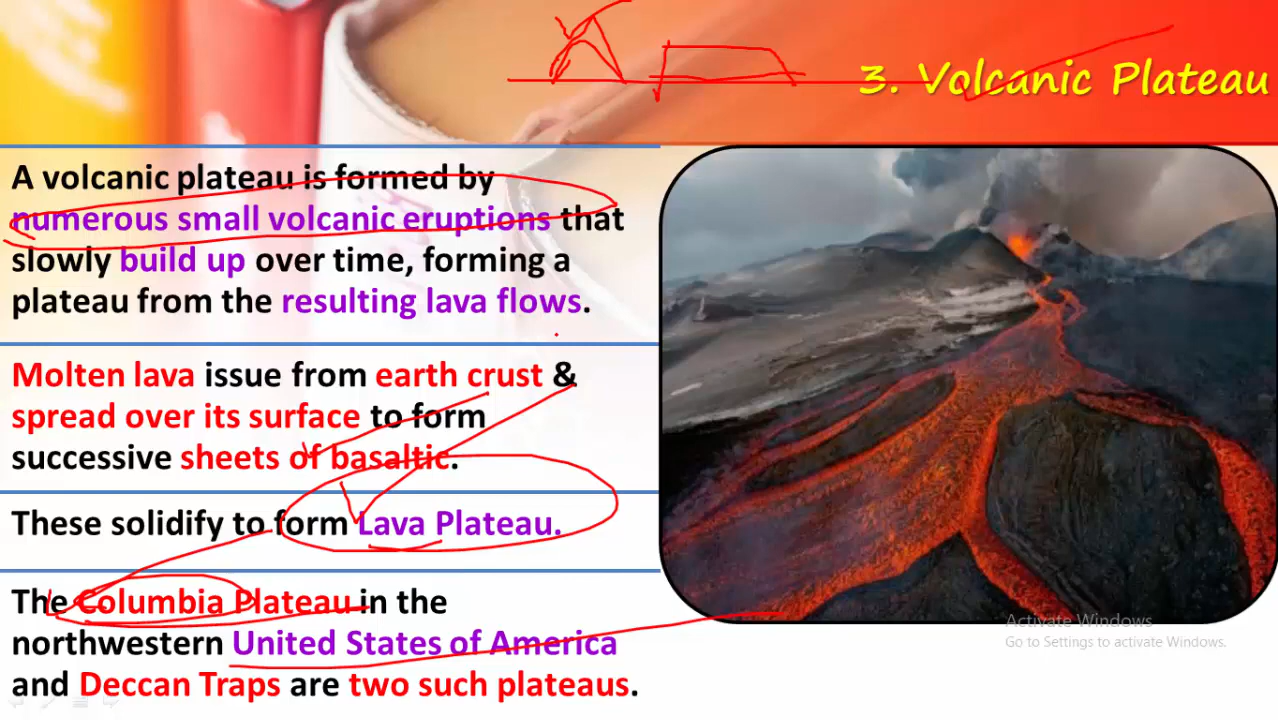 3. Volcanic Plateau
A volcanic plateau is formed by
numerous small volcanic eruptions that
slowly build up over time, forming a
plateau from the resulting lava flows.
Molten lava issue from earth crust &
spread over its surface to form
successive sheets of basaltic.
These solidify to form Lava Plateau.
The Columbia Plateau in the
northwestern United States of America
and Deccan Traps are two such plateaus.
Activate Windows
Go to Settings to activate Windows.